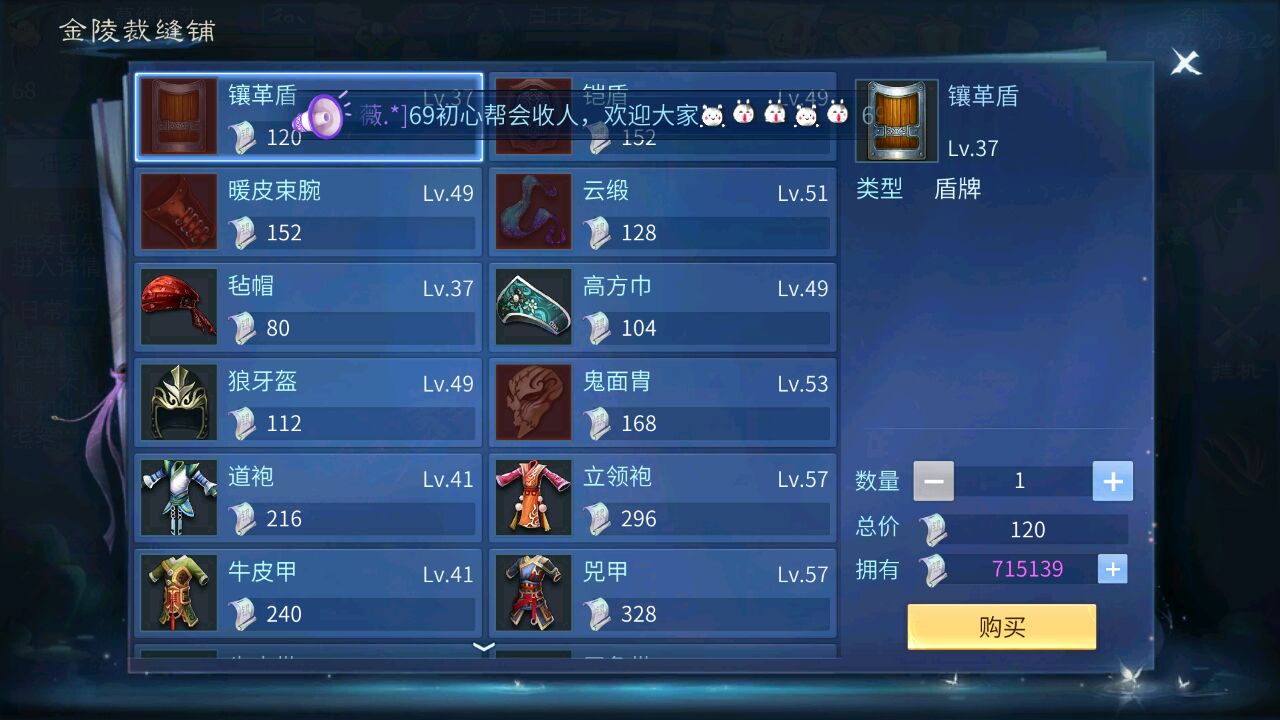 金陵裁缝铺
镶革盾 Lv.37
120
铠盾 Lv.49
152
薇.*]69初心帮会收人，欢迎大家
69
暖皮束腕 Lv.49
152
云缎 Lv.51
128
毡帽 Lv.37
80
高方巾 Lv.49
104
狼牙盔 Lv.49
112
鬼面胄 Lv.53
168
道袍 Lv.41
216
立领袍 Lv.57
296
牛皮甲 Lv.41
240
兕甲 Lv.57
328
镶革盾
Lv.37
类型 盾牌
数量 1
总价 120
拥有 715139
购买